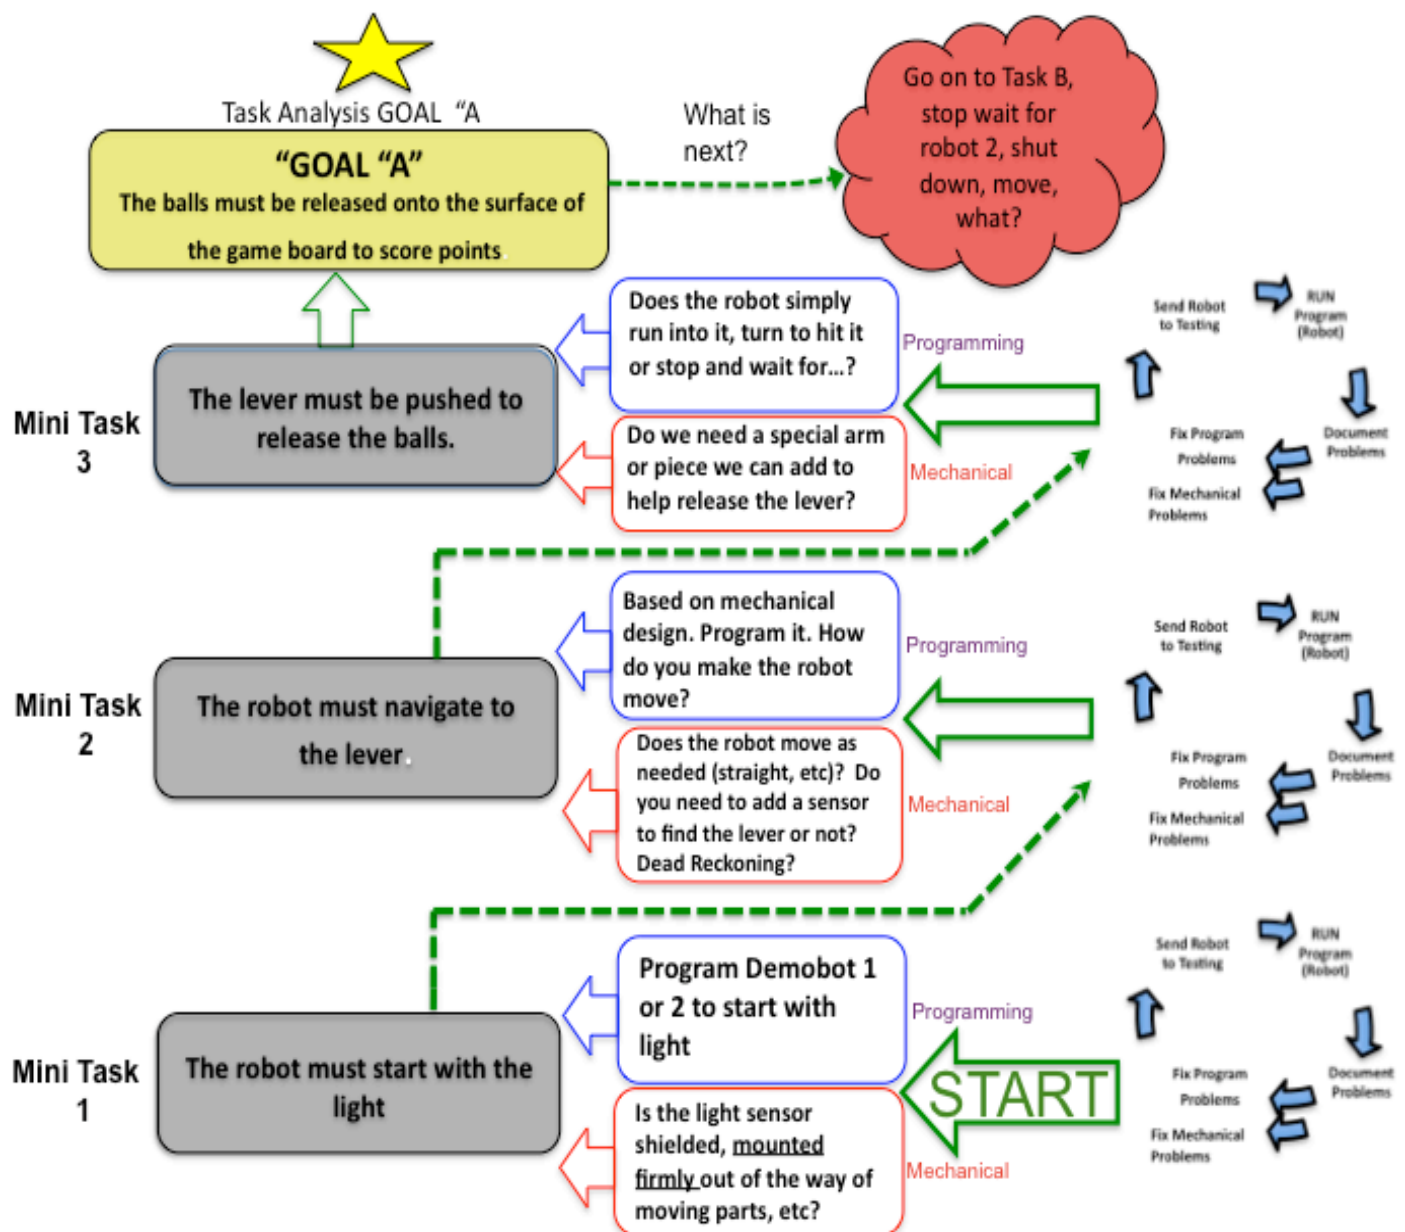 Task Analysis GOAL “A
“GOAL “A”
The balls must be released onto the surface of
the game board to score points.
What is
next?
Go on to Task B,
stop wait for
robot 2, shut
down, move,
what?
Mini Task
3
The lever must be pushed to
release the balls.
Does the robot simply
run into it, turn to hit it
or stop and wait for...?
Programming
Do we need a special arm
or piece we can add to
help release the lever?
Mechanical
Send Robot
to Testing
RUN
Program
(Robot)
Document
Problems
Fix Program
Problems
Fix Mechanical
Problems
Mini Task
2
The robot must navigate to
the lever.
Based on mechanical
design. Program it. How
do you make the robot
move?
Programming
Does the robot move as
needed (straight, etc)? Do
you need to add a sensor
to find the lever or not?
Dead Reckoning?
Mechanical
Send Robot
to Testing
RUN
Program
(Robot)
Document
Problems
Fix Program
Problems
Fix Mechanical
Problems
Mini Task
1
The robot must start with the
light
Program Demobot 1
or 2 to start with
light
Programming
START
Is the light sensor
shielded, mounted
firmly out of the way of
moving parts, etc?
Mechanical
Send Robot
to Testing
RUN
Program
(Robot)
Document
Problems
Fix Program
Problems
Fix Mechanical
Problems